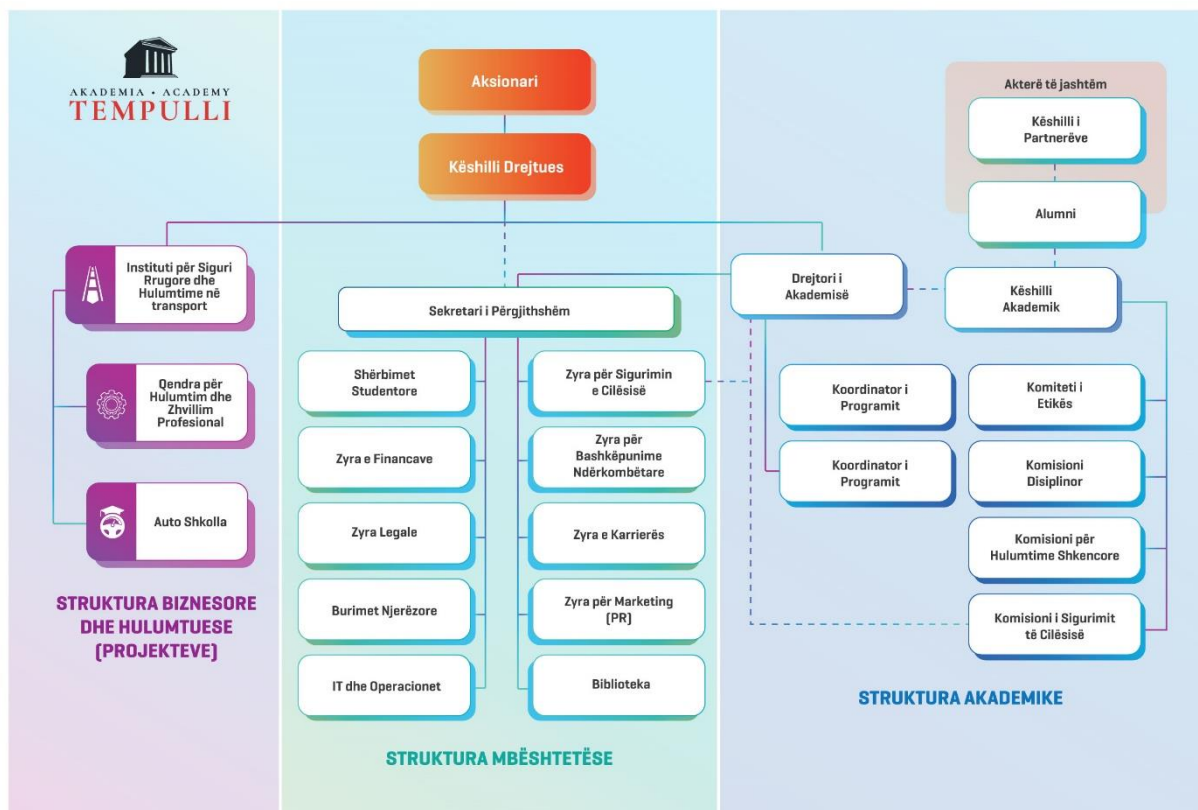 AKADEMIA • ACADEMY
TEMPULLI
Instituti për Siguri
Rrugore dhe
Hulumtime në
transport
Qendra për
Hulumtim dhe
Zhvillim
Profesional
Auto Shkolla
STRUKTURA BIZNESORE
DHE HULUMTUESE
(PROJEKTEVE)
Aksionari
Këshilli Drejtues
Sekretari i Përgjithshëm
Shërbimet
Studentore
Zyra e Financave
Zyra Legale
Burimet Njerëzore
IT dhe Operacionet
Zyra për Sigurimin
e Cilësisë
Zyra për
Bashkëpunime
Ndërkombëtare
Zyra e Karrierës
Zyra për Marketing
(PR)
Biblioteka
STRUKTURA MBËSHTETËSE
Akterë të jashtëm
Këshilli i
Partnerëve
Alumni
Drejtori i
Akademisë
Këshilli
Akademik
Koordinator i
Programit
Koordinator i
Programit
Komiteti i
Etikës
Komisioni
Disiplinor
Komisioni për
Hulumtime Shkencore
Komisioni i Sigurimit
të Cilësisë
STRUKTURA AKADEMIKE